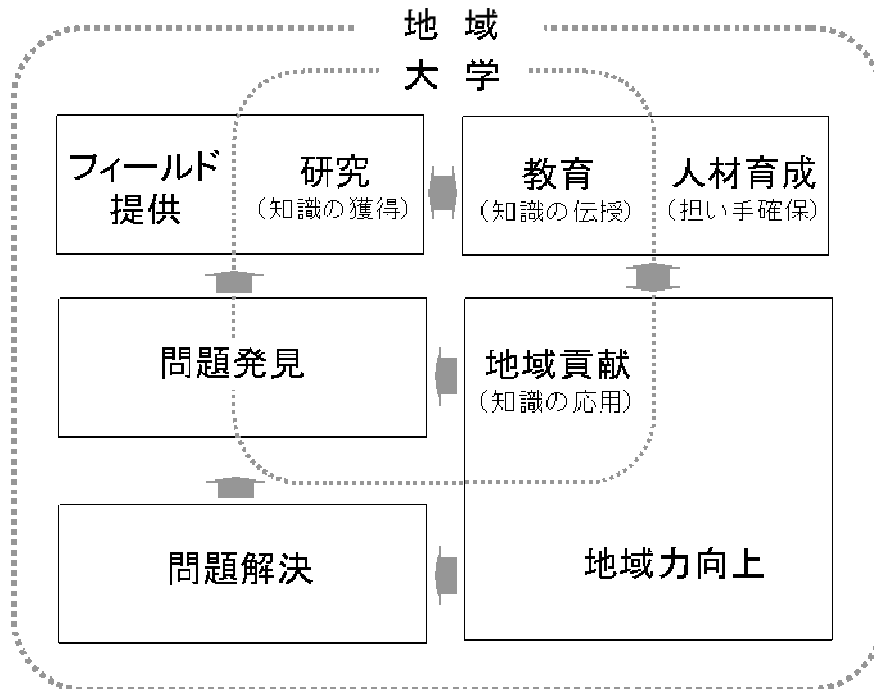 地 域
大 学
フィールド
提供
研究
（知識の獲得）
教育
（知識の伝授）
人材育成
（担い手確保）
問題発見
地域貢献
（知識の応用）
問題解決
地域力向上